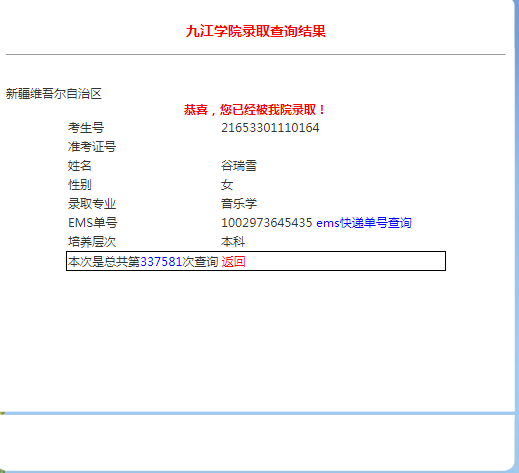 九江学院录取查询结果
新疆维吾尔自治区
恭喜，您已经被我院录取！
考生号 21653301110164
准考证号
姓名 谷瑞雪
性别 女
录取专业 音乐学
EMS单号 1002973645435 ems快递单号查询
培养层次 本科
本次是总共第337581次查询 返回